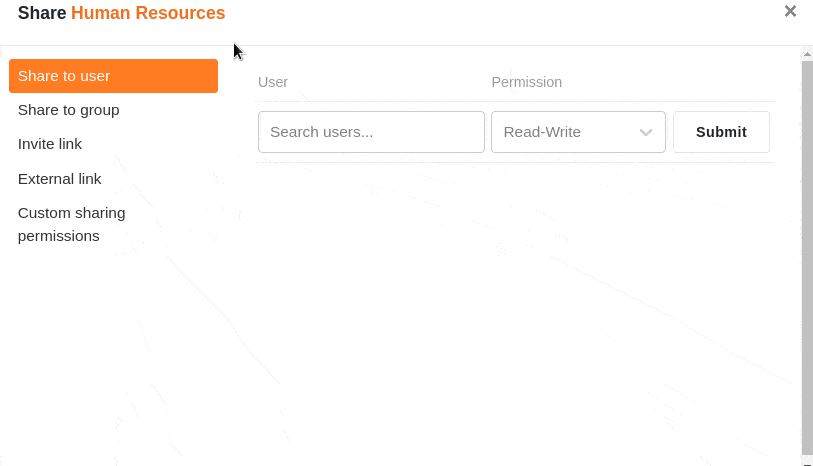 Share Human Resources ×
Share to user
Share to group
Invite link
External link
Custom sharing
permissions
User Permission
Search users... Read-Write Submit